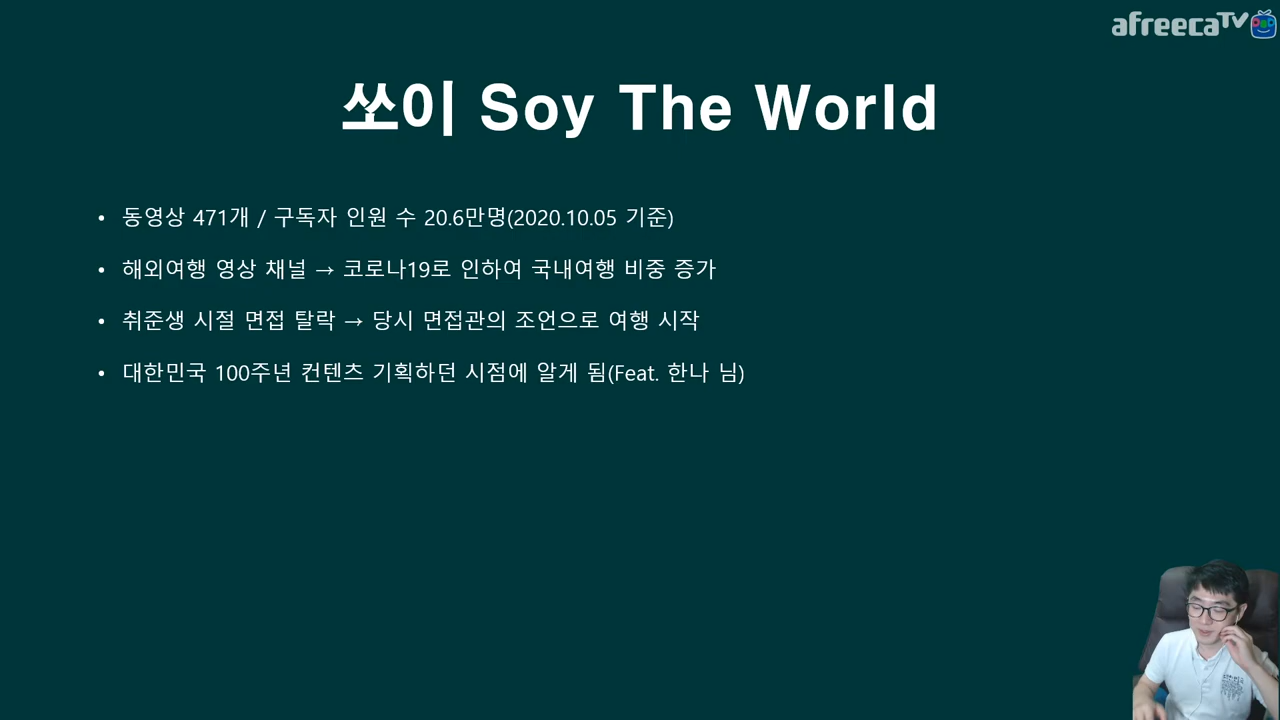 afreecaTV
쏘이 Soy The World
• 동영상 471개 / 구독자 인원 수 20.6만명(2020.10.05 기준)
• 해외여행 영상 채널 → 코로나19로 인하여 국내여행 비중 증가
• 취준생 시절 면접 탈락 → 당시 면접관의 조언으로 여행 시작
• 대한민국 100주년 컨텐츠 기획하던 시점에 알게 됨(Feat. 한나 님)